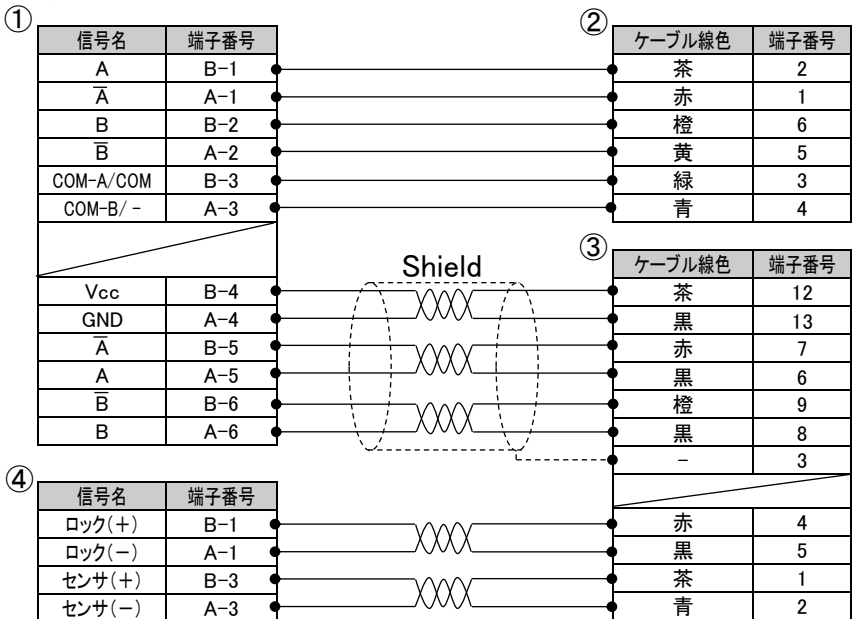 ①
信号名 端子番号
A B-1
A̅ A-1
B B-2
B̅ A-2
COM-A/COM B-3
COM-B/ - A-3
Vcc B-4
GND A-4
A̅ B-5
A A-5
B̅ B-6
B A-6
②
ケーブル線色 端子番号
茶 2
赤 1
橙 6
黄 5
緑 3
青 4
Shield
③
ケーブル線色 端子番号
茶 12
黒 13
赤 7
黒 6
橙 9
黒 8
- 3
赤 4
黒 5
茶 1
青 2
④
信号名 端子番号
ロック(+) B-1
ロック(-) A-1
センサ(+) B-3
センサ(-) A-3